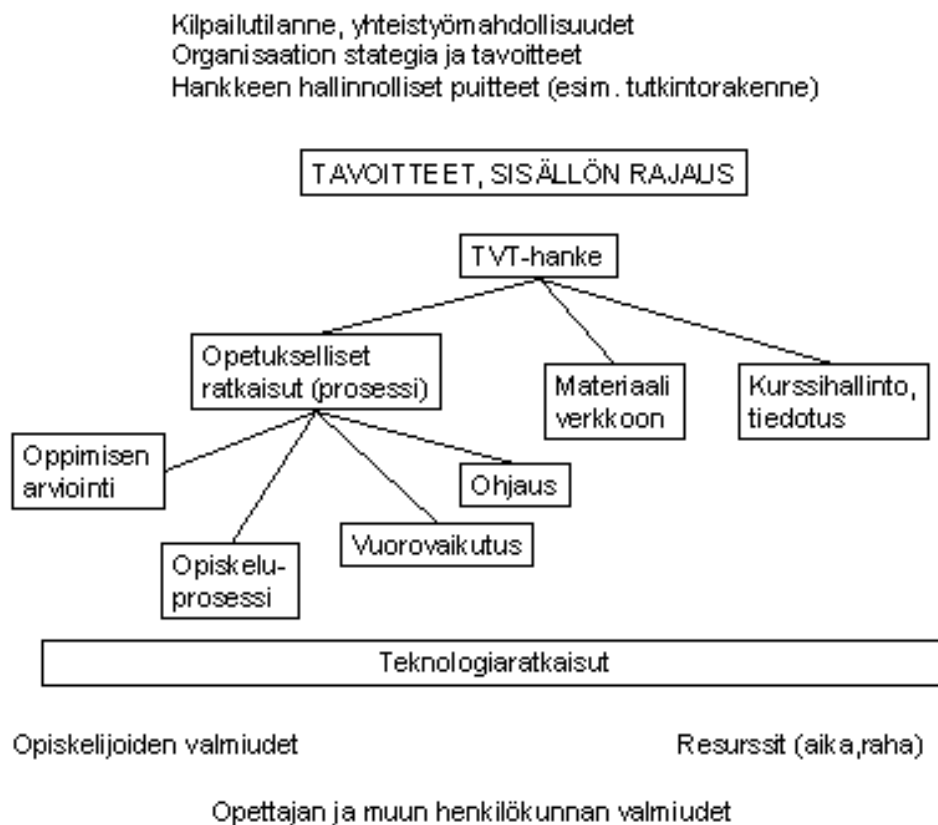 Kilpailutilanne, yhteistyömahdollisuudet
Organisaation stategia ja tavoitteet
Hankkeen hallinnolliset puitteet (esim. tutkintorakenne)
TAVOITTEET, SISÄLLÖN RAJAUS
TVT-hanke
Opetukselliset
ratkaisut (prosessi)
Materiaali
verkkoon
Kurssihallinto,
tiedotus
Oppimisen
arviointi
Ohjaus
Vuorovaikutus
Opiskelu-
prosessi
Teknologiaratkaisut
Opiskelijoiden valmiudet
Resurssit (aika,raha)
Opettajan ja muun henkilökunnan valmiudet